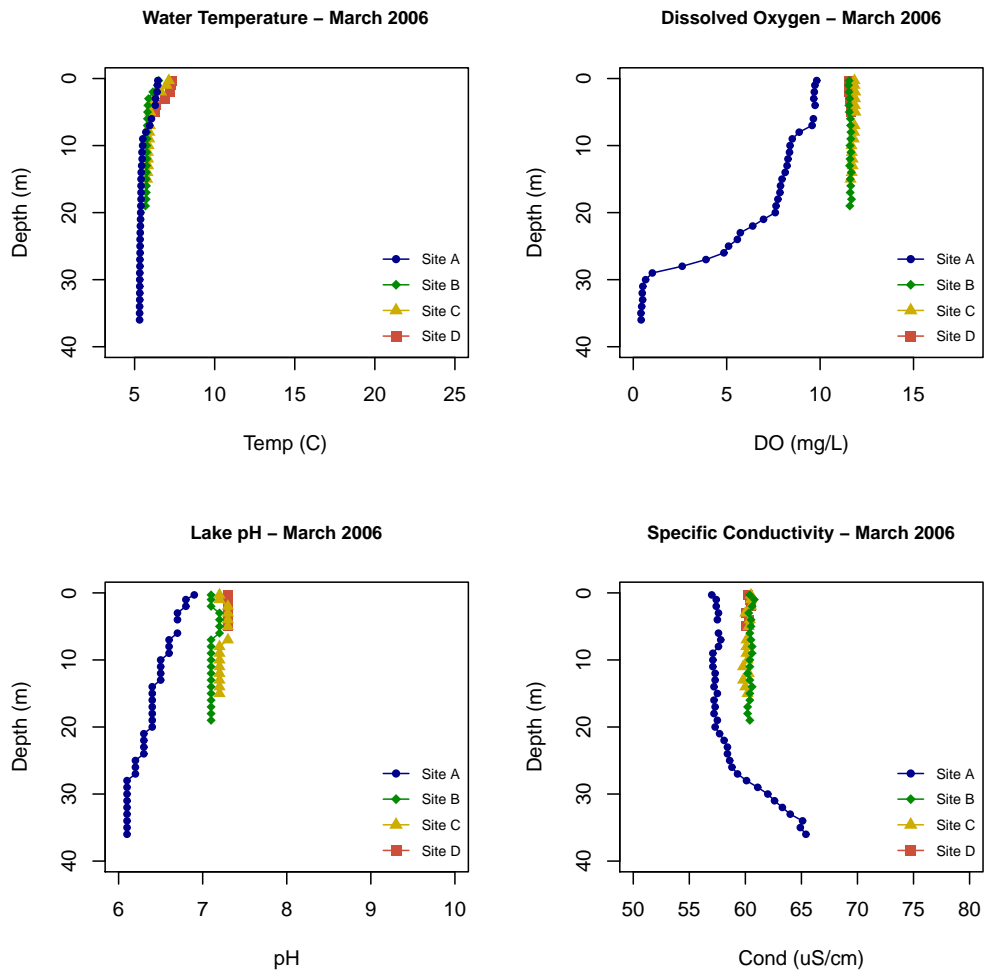 Water Temperature – March 2006
0
10
20
30
40
Depth (m)
Site A
Site B
Site C
Site D
5 10 15 20 25
Temp (C)
Dissolved Oxygen – March 2006
0
10
20
30
40
Depth (m)
Site A
Site B
Site C
Site D
0 5 10 15
DO (mg/L)
Lake pH – March 2006
0
10
20
30
40
Depth (m)
Site A
Site B
Site C
Site D
6 7 8 9 10
pH
Specific Conductivity – March 2006
0
10
20
30
40
Depth (m)
Site A
Site B
Site C
Site D
50 55 60 65 70 75 80
Cond (uS/cm)